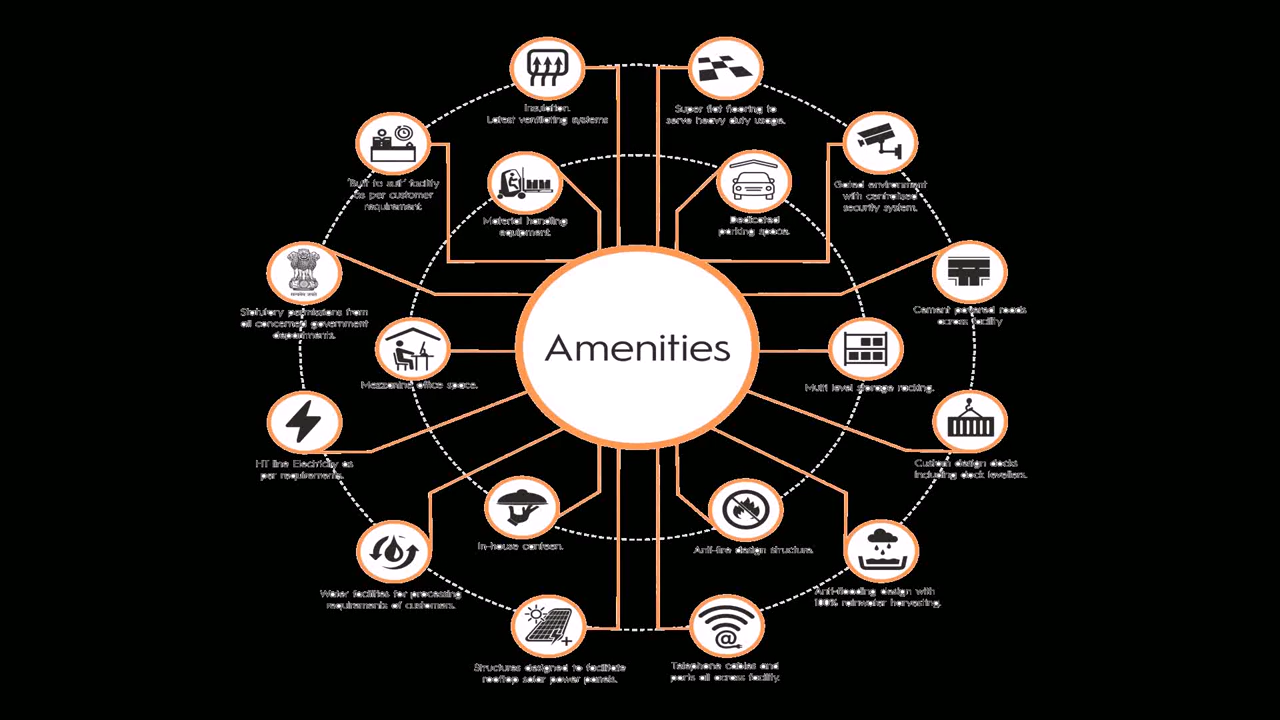 Insulation.
Latest ventilating systems
Super flat flooring to
serve heavy duty usage.
'Built to suit' facility
as per customer
requirement
Gated environment
with centralised
security system.
Material handling
equipment.
Dedicated
parking space.
सत्यमेव जयते
Statutory permissions from
all concerned government
departments.
Cement powered roads
across facility
Amenities
Mezzanine office space.
Multi level storage racking.
HT line Electricity as
per requirements.
Custom design docks
including dock levellers.
In-house canteen.
Anti-fire design structure.
Water facilities for processing
requirements of customers.
Anti-flooding design with
100% rainwater harvesting.
Structures designed to facilitate
rooftop solar power panels.
@
Telephone cables and
ports all across facility.